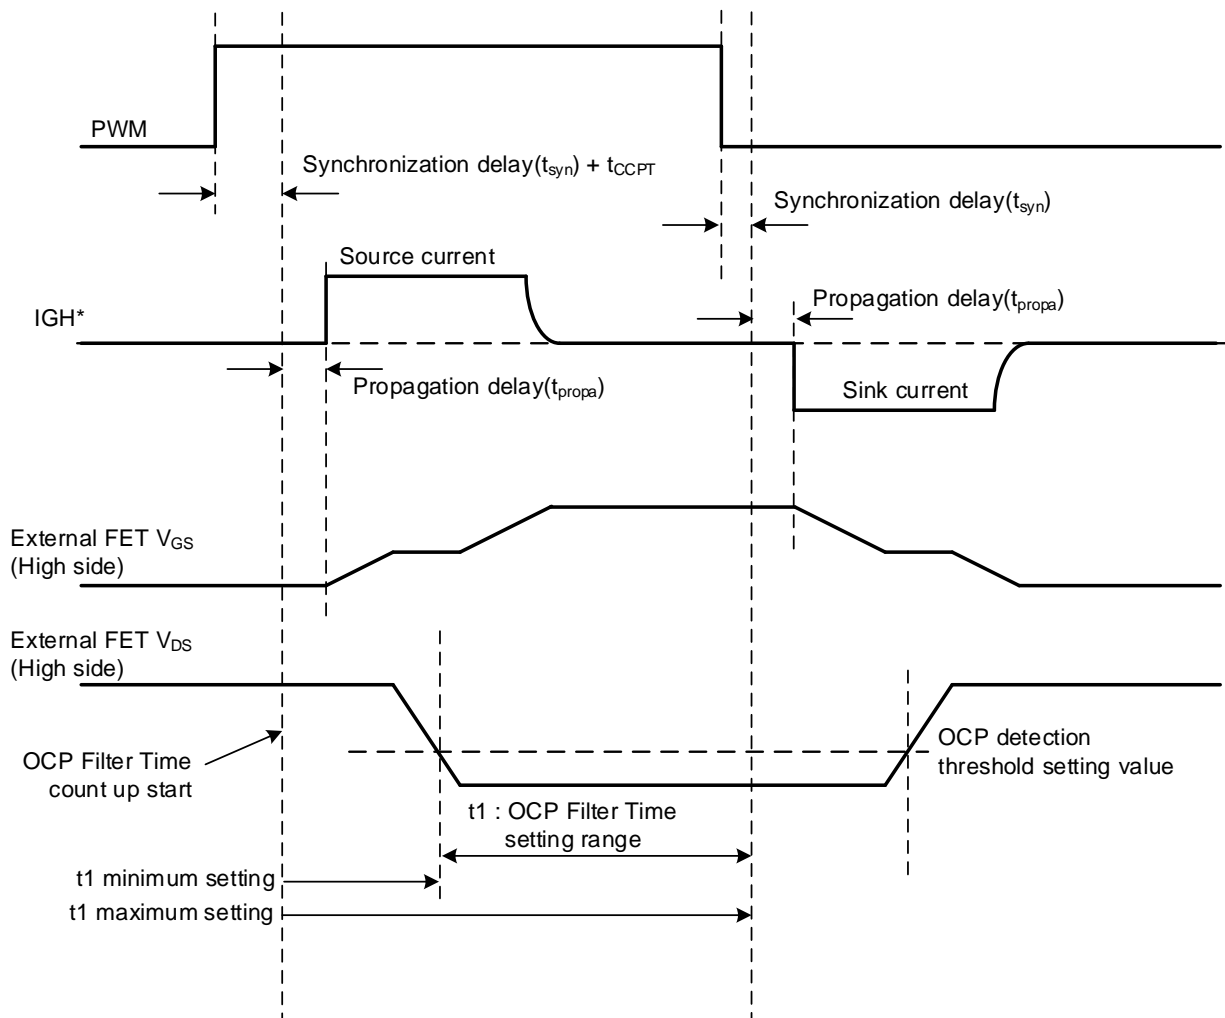 PWM
Synchronization delay(tsyn) + tCCPT
Synchronization delay(tsyn)
Source current
Propagation delay(tpropa)
IGH*
Propagation delay(tpropa)
Sink current
External FET VGS
(High side)
External FET VDS
(High side)
OCP Filter Time
count up start
OCP detection
threshold setting value
t1 : OCP Filter Time
setting range
t1 minimum setting
t1 maximum setting